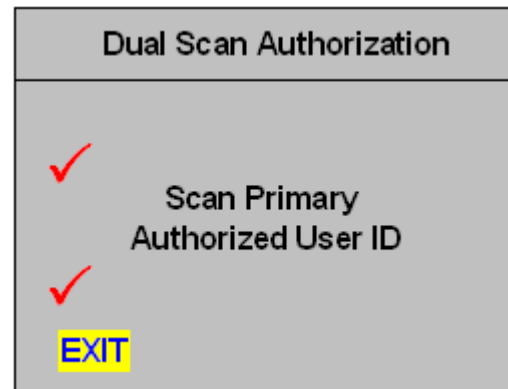 Dual Scan Authorization
Scan Primary
Authorized User ID
EXIT